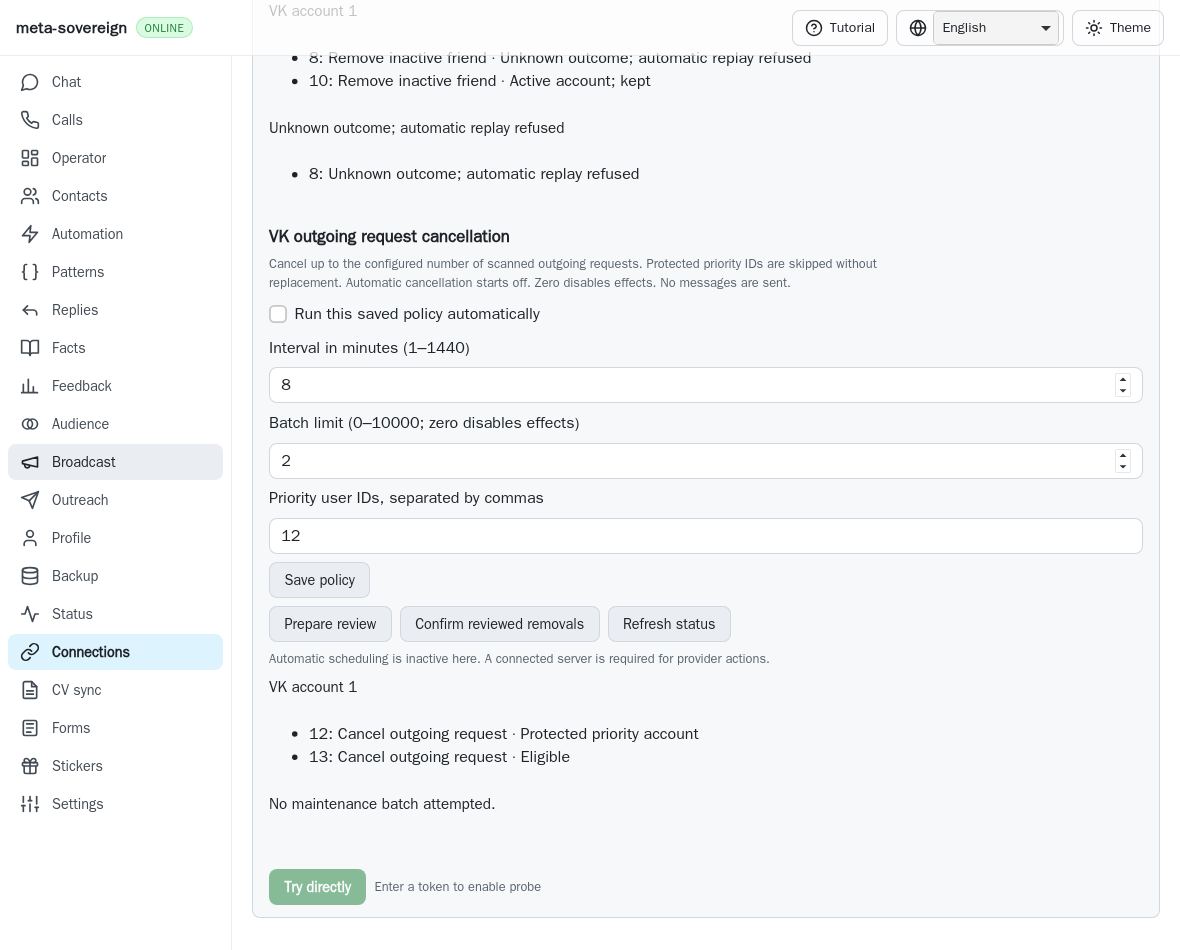 meta-sovereign
ONLINE
VK account 1
Tutorial
English
Theme
Chat
Calls
Operator
Contacts
Automation
Patterns
Replies
Facts
Feedback
Audience
Broadcast
Outreach
Profile
Backup
Status
Connections
CV sync
Forms
Stickers
Settings
8: Remove inactive friend · Unknown outcome; automatic replay refused
10: Remove inactive friend · Active account; kept
Unknown outcome; automatic replay refused
8: Unknown outcome; automatic replay refused
VK outgoing request cancellation
Cancel up to the configured number of scanned outgoing requests. Protected priority IDs are skipped without
replacement. Automatic cancellation starts off. Zero disables effects. No messages are sent.
Run this saved policy automatically
Interval in minutes (1–1440)
8
Batch limit (0–10000; zero disables effects)
2
Priority user IDs, separated by commas
12
Save policy
Prepare review
Confirm reviewed removals
Refresh status
Automatic scheduling is inactive here. A connected server is required for provider actions.
VK account 1
12: Cancel outgoing request · Protected priority account
13: Cancel outgoing request · Eligible
No maintenance batch attempted.
Try directly
Enter a token to enable probe